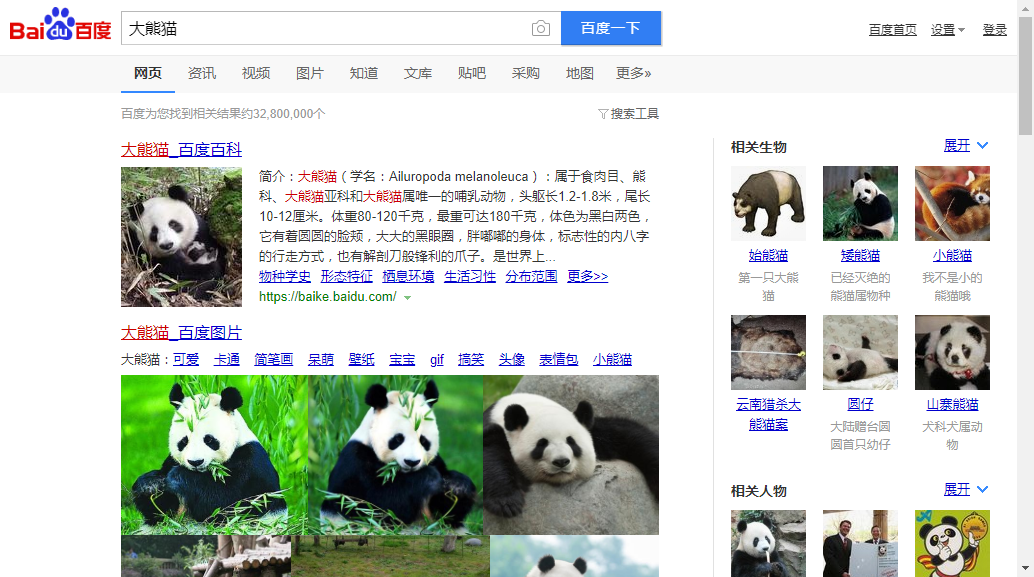 Bai du 百度
大熊猫
百度一下
百度首页 设置 登录
网页 资讯 视频 图片 知道 文库 贴吧 采购 地图 更多»
百度为您找到相关结果约32,800,000个
搜索工具
大熊猫_百度百科
简介：大熊猫（学名：Ailuropoda melanoleuca）：属于食肉目、熊
科、大熊猫亚科和大熊猫属唯一的哺乳动物，头躯长1.2-1.8米，尾长
10-12厘米。体重80-120千克，最重可达180千克，体色为黑白两色，
它有着圆圆的脸颊，大大的黑眼圈，胖嘟嘟的身体，标志性的内八字
的行走方式，也有解剖刀般锋利的爪子。是世界上...
物种学史 形态特征 栖息环境 生活习性 分布范围 更多>>
https://baike.baidu.com/
大熊猫_百度图片
大熊猫：可爱 卡通 简笔画 呆萌 壁纸 宝宝 gif 搞笑 头像 表情包 小熊猫
相关生物 展开
始熊猫 矮熊猫 小熊猫
第一只大熊 已经灭绝的 我不是小的
猫 熊猫属物种 熊猫哦
云南猎杀大 圆仔 山寨熊猫
熊猫案 大陆赠台圆 犬科犬属动
圆首只幼仔 物
相关人物 展开